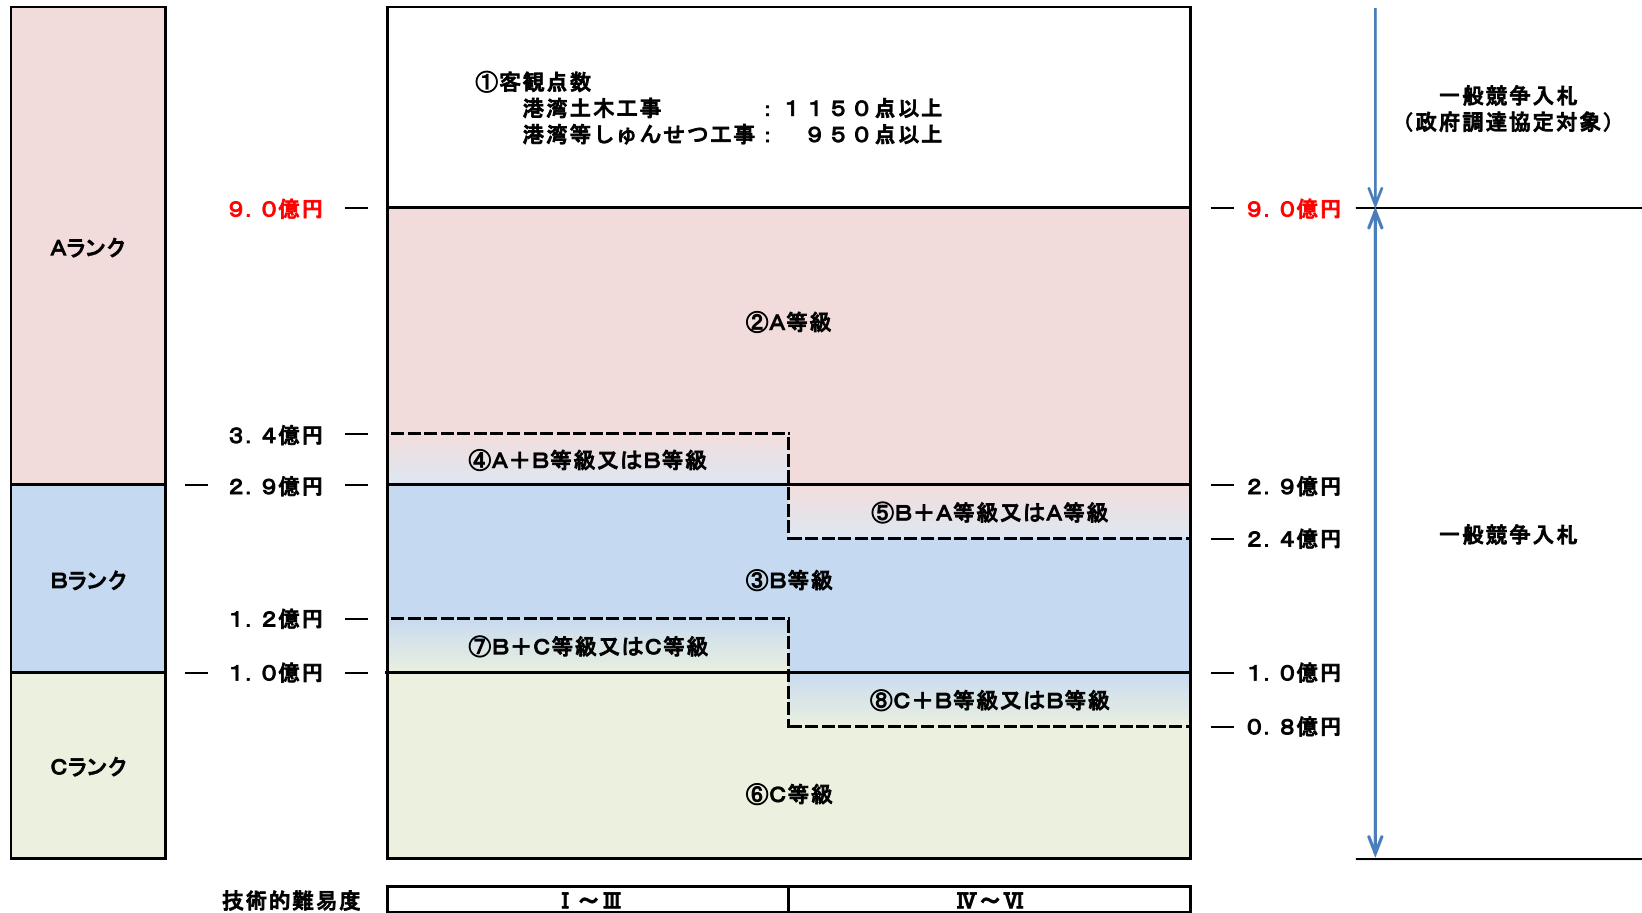 ①客観点数
港湾土木工事　　　　：１１５０点以上
港湾等しゅんせつ工事：　９５０点以上
一般競争入札
（政府調達協定対象）
９．０億円
９．０億円
Ａランク
②Ａ等級
３．４億円
④Ａ＋Ｂ等級又はＢ等級
２．９億円
２．９億円
⑤Ｂ＋Ａ等級又はＡ等級
２．４億円
一般競争入札
Ｂランク
③Ｂ等級
１．２億円
⑦Ｂ＋Ｃ等級又はＣ等級
１．０億円
１．０億円
⑧Ｃ＋Ｂ等級又はＢ等級
０．８億円
Ｃランク
⑥Ｃ等級
技術的難易度
Ⅰ～Ⅲ
Ⅳ～Ⅵ